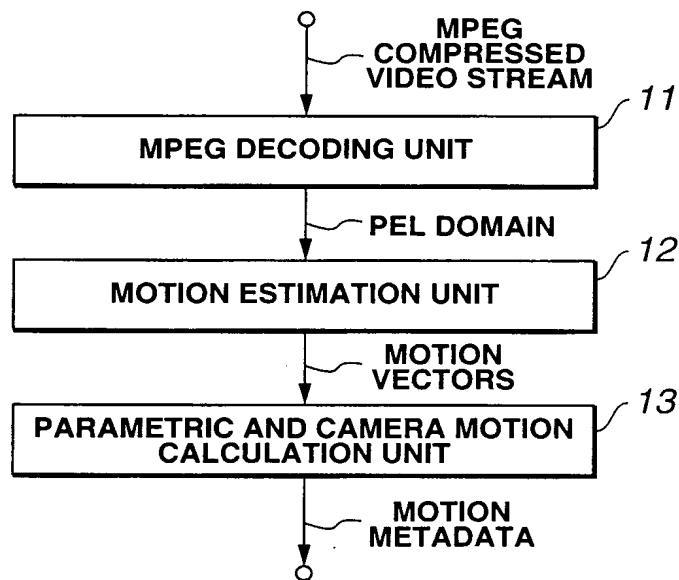 MPEG
COMPRESSED
VIDEO STREAM
11
MPEG DECODING UNIT
PEL DOMAIN
12
MOTION ESTIMATION UNIT
MOTION
VECTORS
13
PARAMETRIC AND CAMERA MOTION
CALCULATION UNIT
MOTION
METADATA